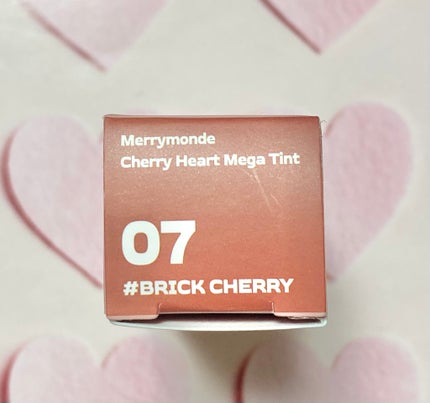 Merrymonde
Cherry Heart Mega Tint
07
#BRICK CHERRY